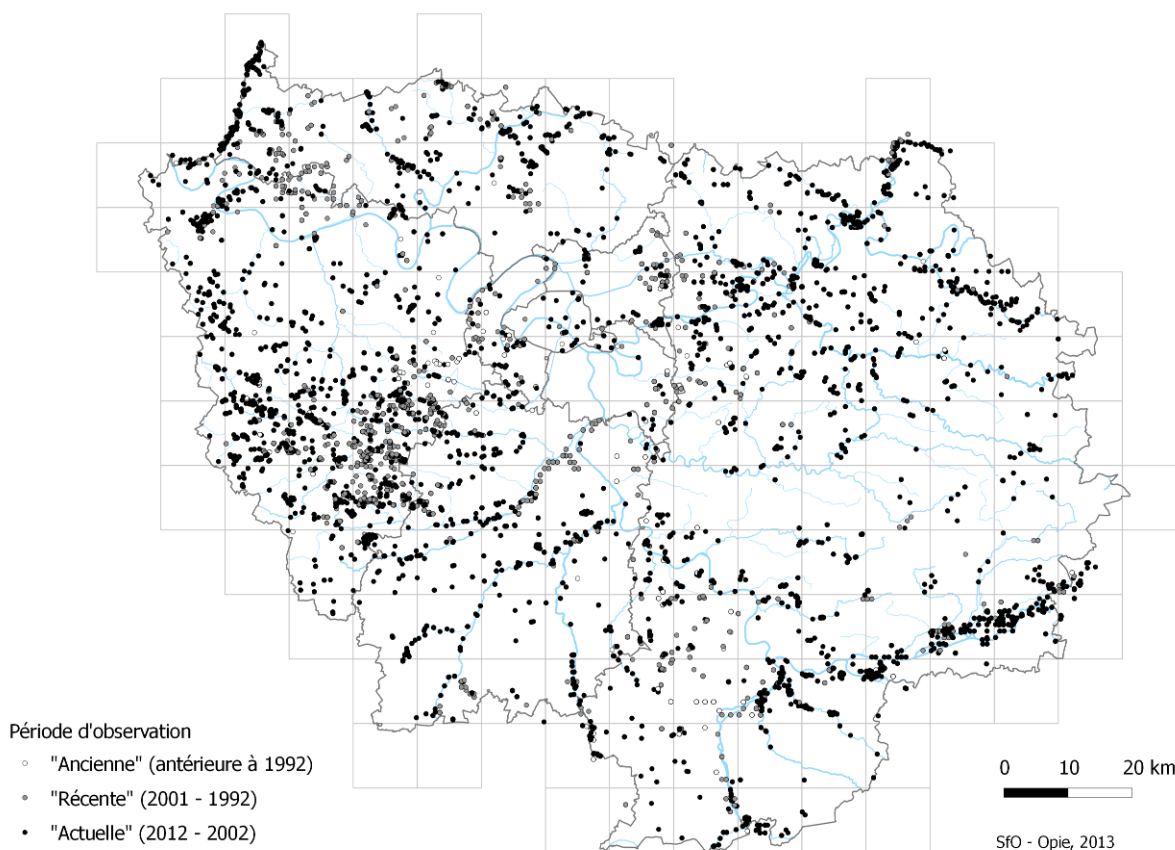 Période d'observation
"Ancienne" (antérieure à 1992)
"Récente" (2001 - 1992)
"Actuelle" (2012 - 2002)
0 10 20 km
SfO - Opie, 2013